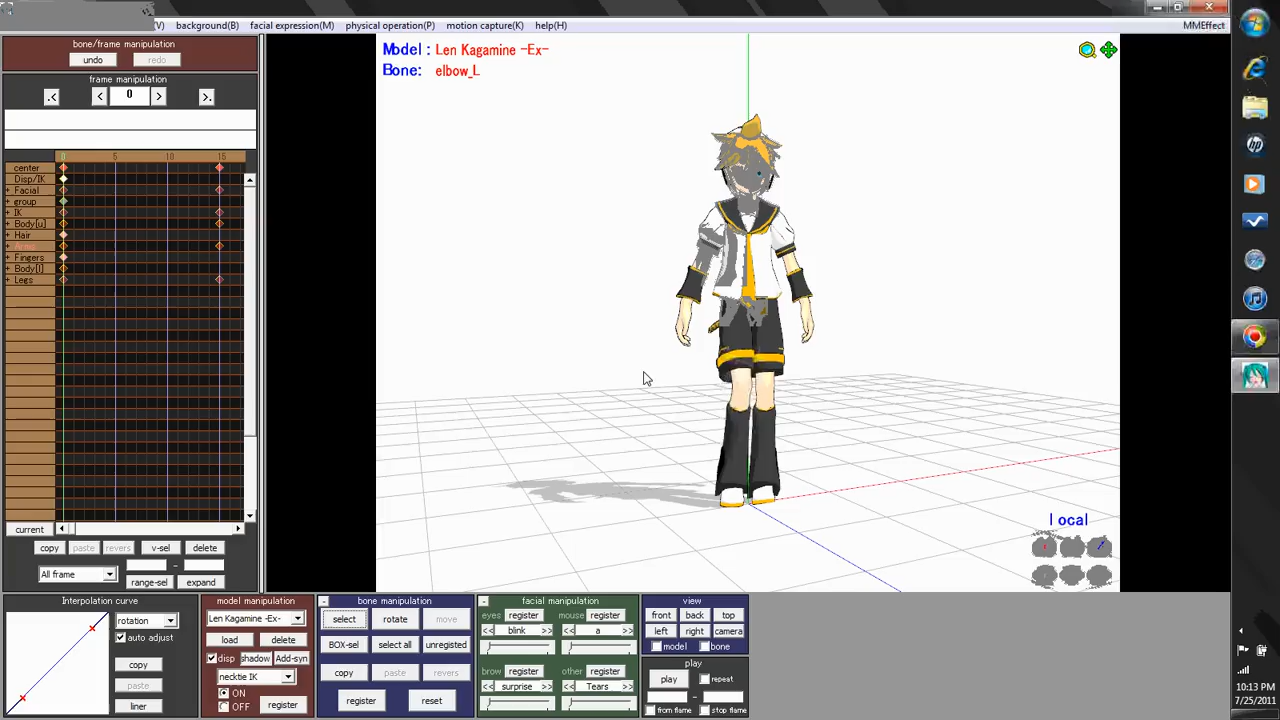 (V) background(B) facial expression(M) physical operation(P) motion capture(K) help(H) MMEffect
bone/frame manipulation
undo redo
frame manipulation
.< < 0 > >.
0 5 10 15
center
Disp/IK
+ Facial
+ group
+ IK
+ Body[u]
+ Hair
+ Arms
+ Fingers
+ Body[l]
+ Legs
current
copy paste revers v-sel delete
All frame -
range-sel expand
Model : Len Kagamine -Ex-
Bone: elbow_L
local
Interpolation curve
rotation
auto adjust
copy
paste
liner
model manipulation
Len Kagamine -Ex-
load delete
disp shadow Add-syn
necktie IK
ON
OFF register
- bone manipulation
select rotate move
BOX-sel select all unregisted
copy paste revers
register reset
- facial manipulation
eyes register mouse register
<< blink >> << a >>
brow register other register
<< surprise >> << Tears >>
view
front back top
left right camera
model bone
play
play repeat
-
from flame stop flame
10:13 PM
7/25/2011